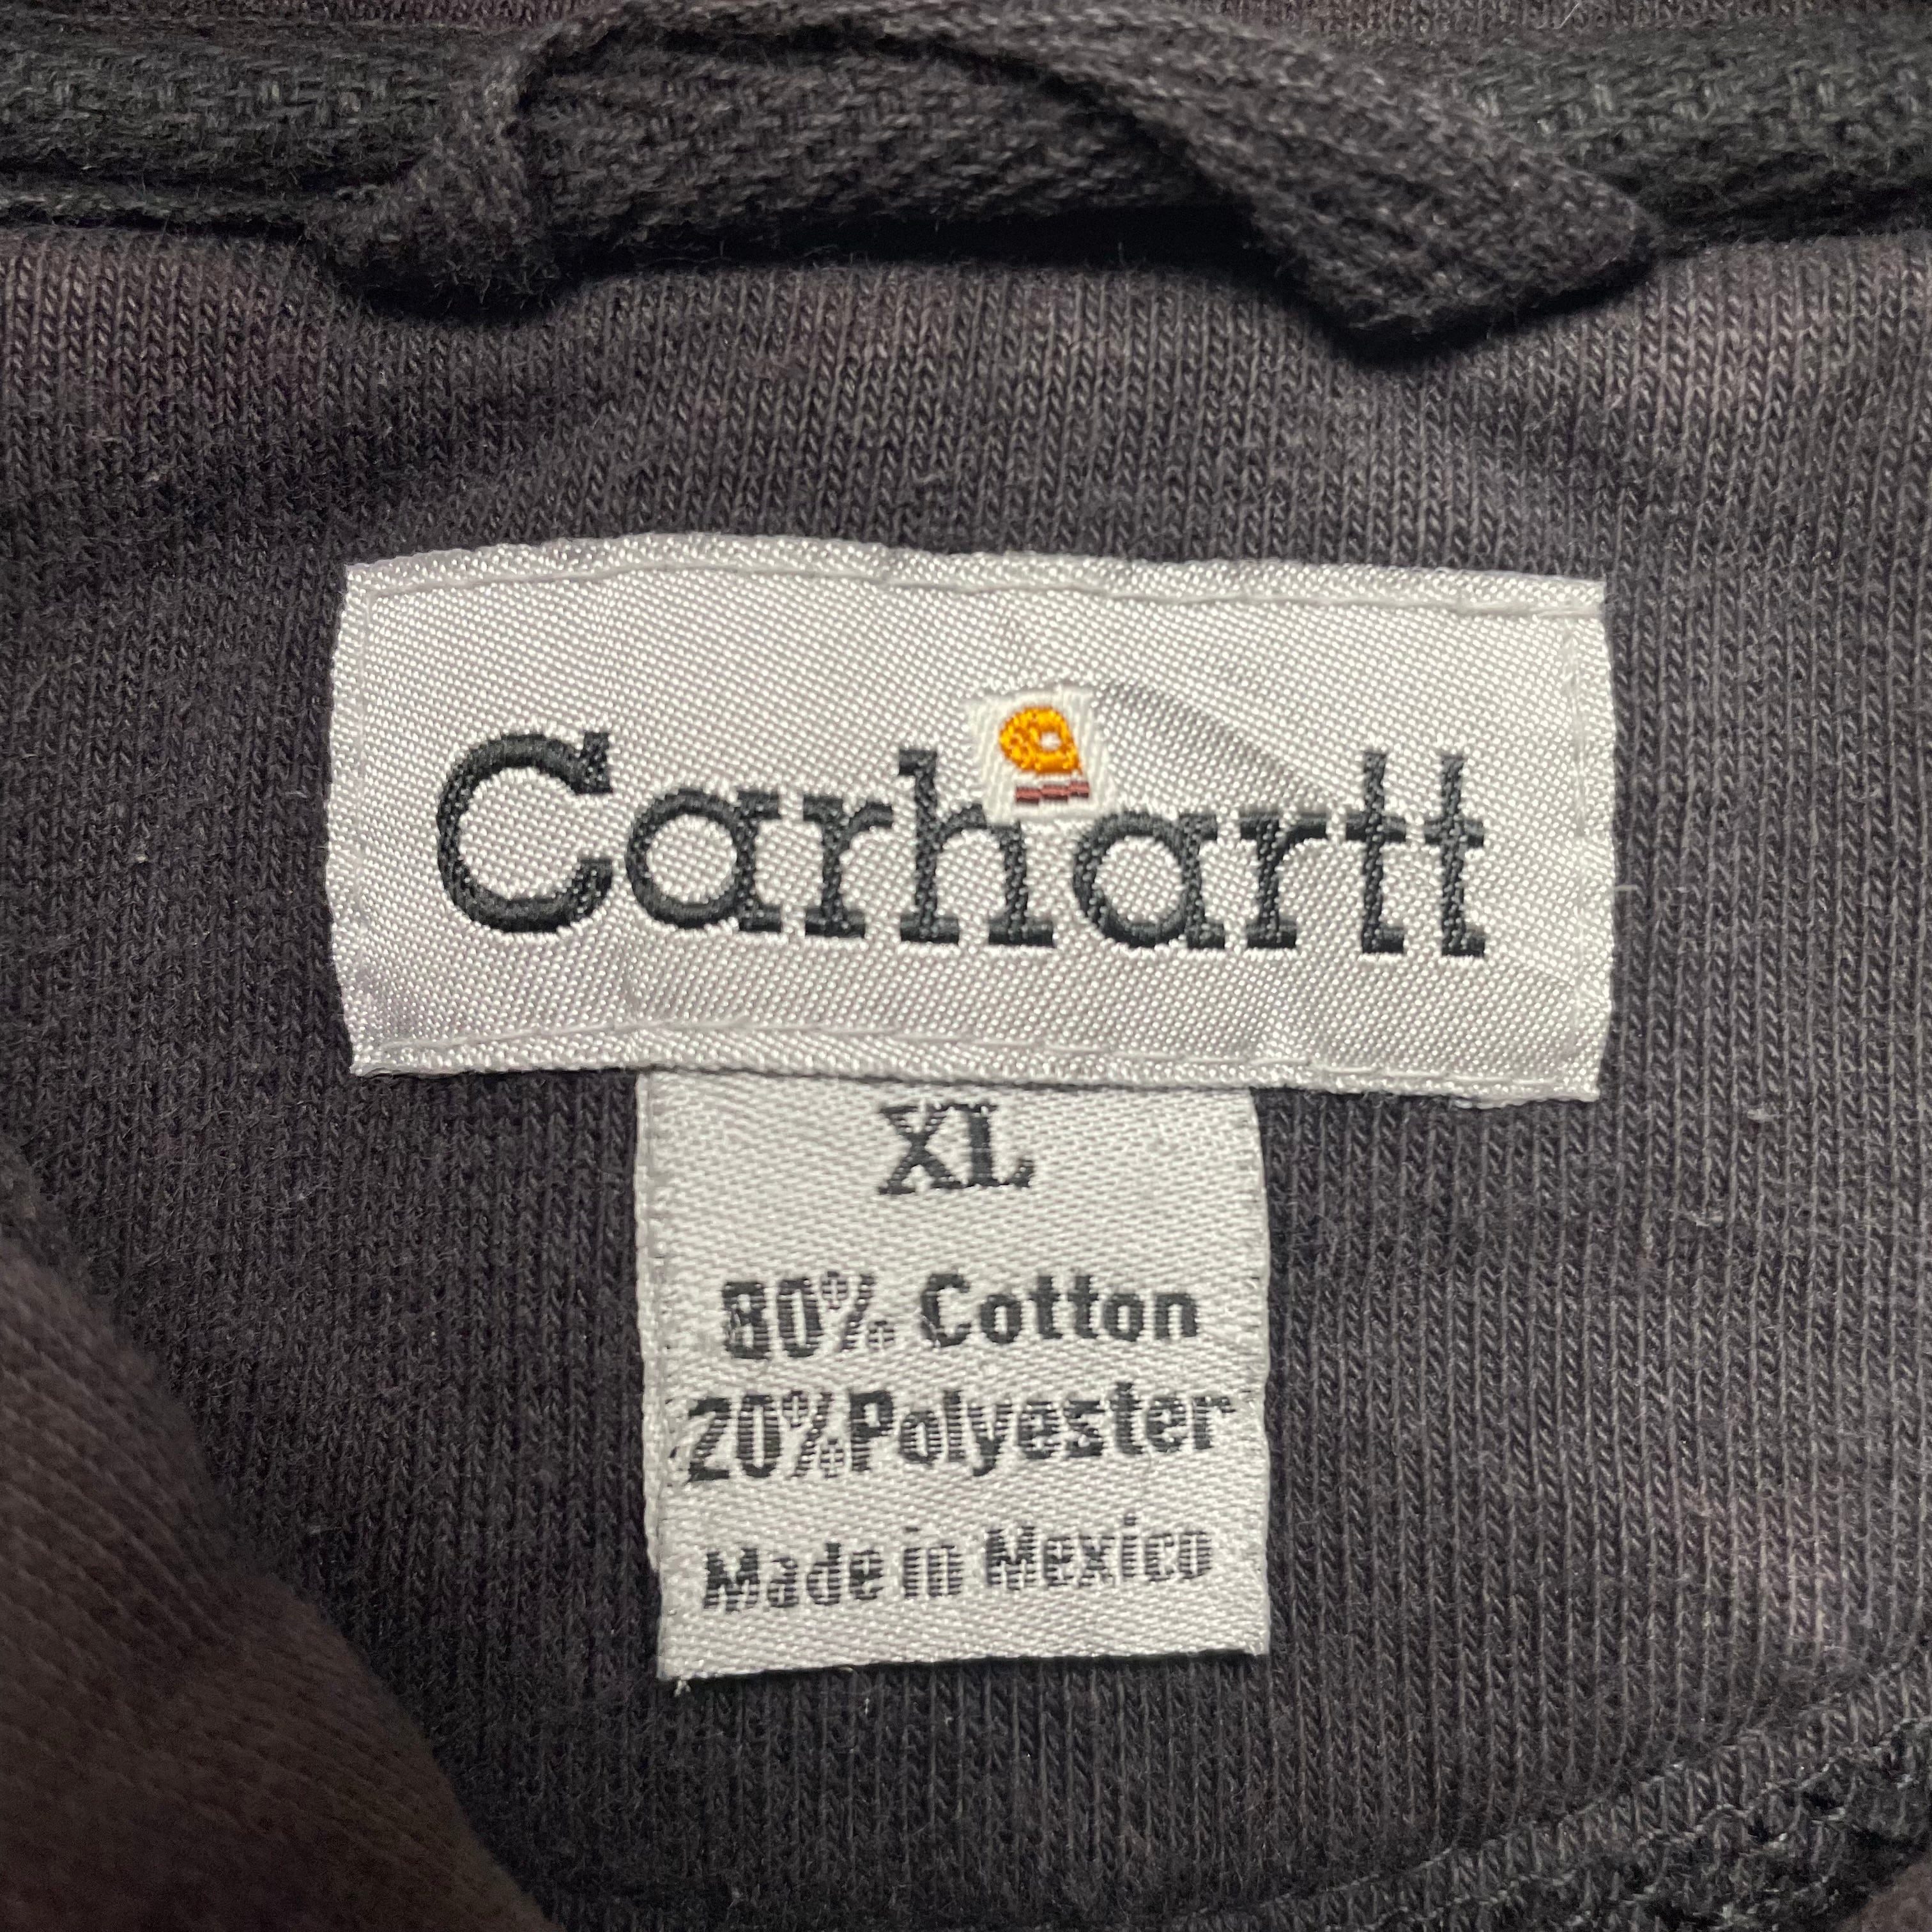 Carhartt
XL
80% Cotton
20% Polyester
Made in Mexico